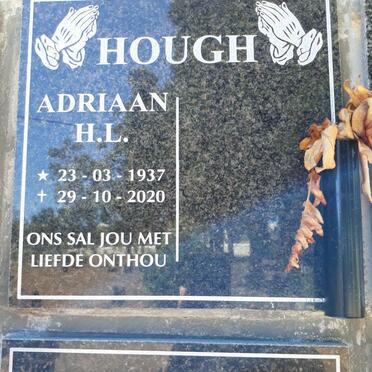 HOUGH
ADRIAAN
H.L.
★ 23 - 03 - 1937
✝ 29 - 10 - 2020
ONS SAL JOU MET
LIEFDE ONTHOU